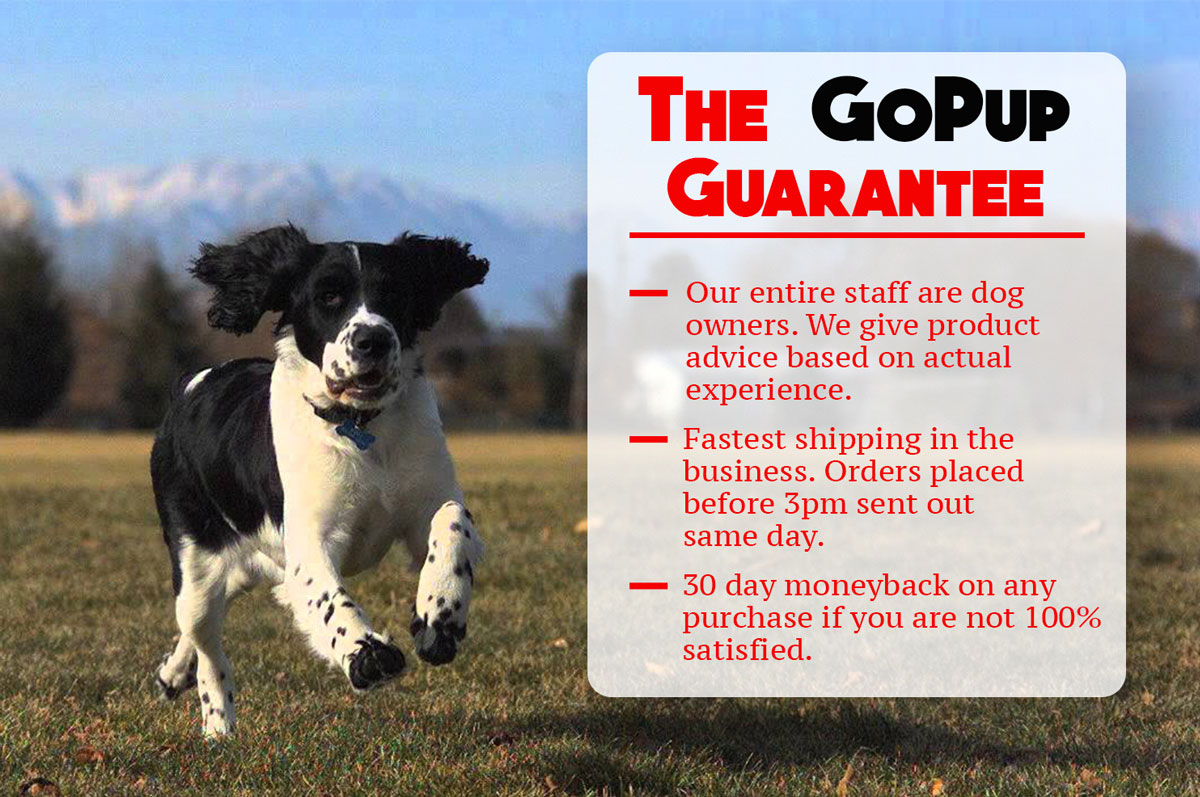 The GoPup
Guarantee
Our entire staff are dog
owners. We give product
advice based on actual
experience.
Fastest shipping in the
business. Orders placed
before 3pm sent out
same day.
30 day moneyback on any
purchase if you are not 100%
satisfied.